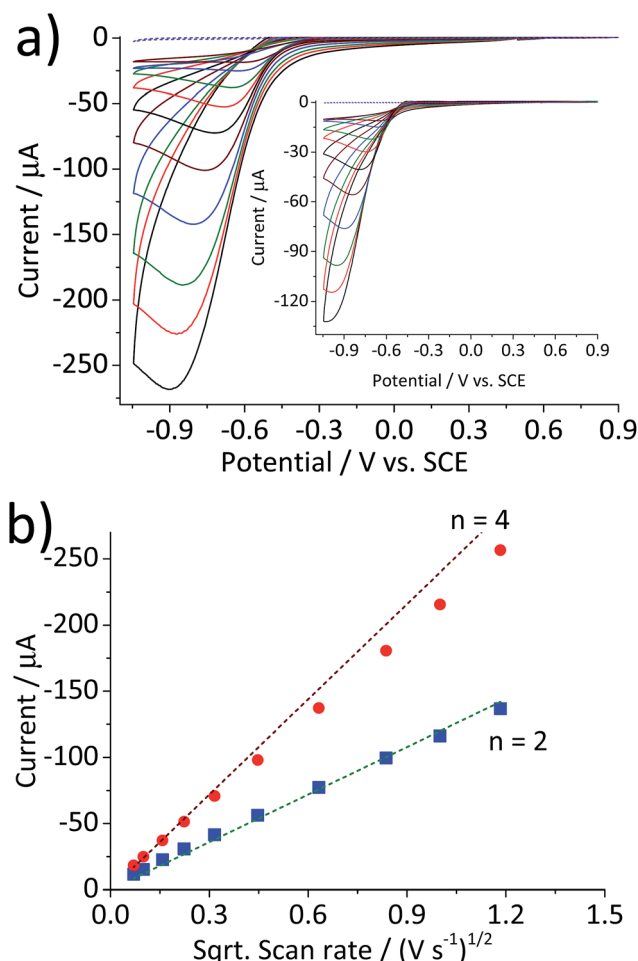 a)
0
-50
-100
-150
-200
-250
Current / μA
-0.9 -0.6 -0.3 0.0 0.3 0.6 0.9
Potential / V vs. SCE
0
-30
-60
-90
-120
Current / μA
-0.9 -0.6 -0.3 0.0 0.3 0.6 0.9
Potential / V vs. SCE
b)
n = 4
n = 2
-250
-200
-150
-100
-50
0
Current / μA
0.0 0.3 0.6 0.9 1.2 1.5
Sqrt. Scan rate / (V s⁻¹)¹/²